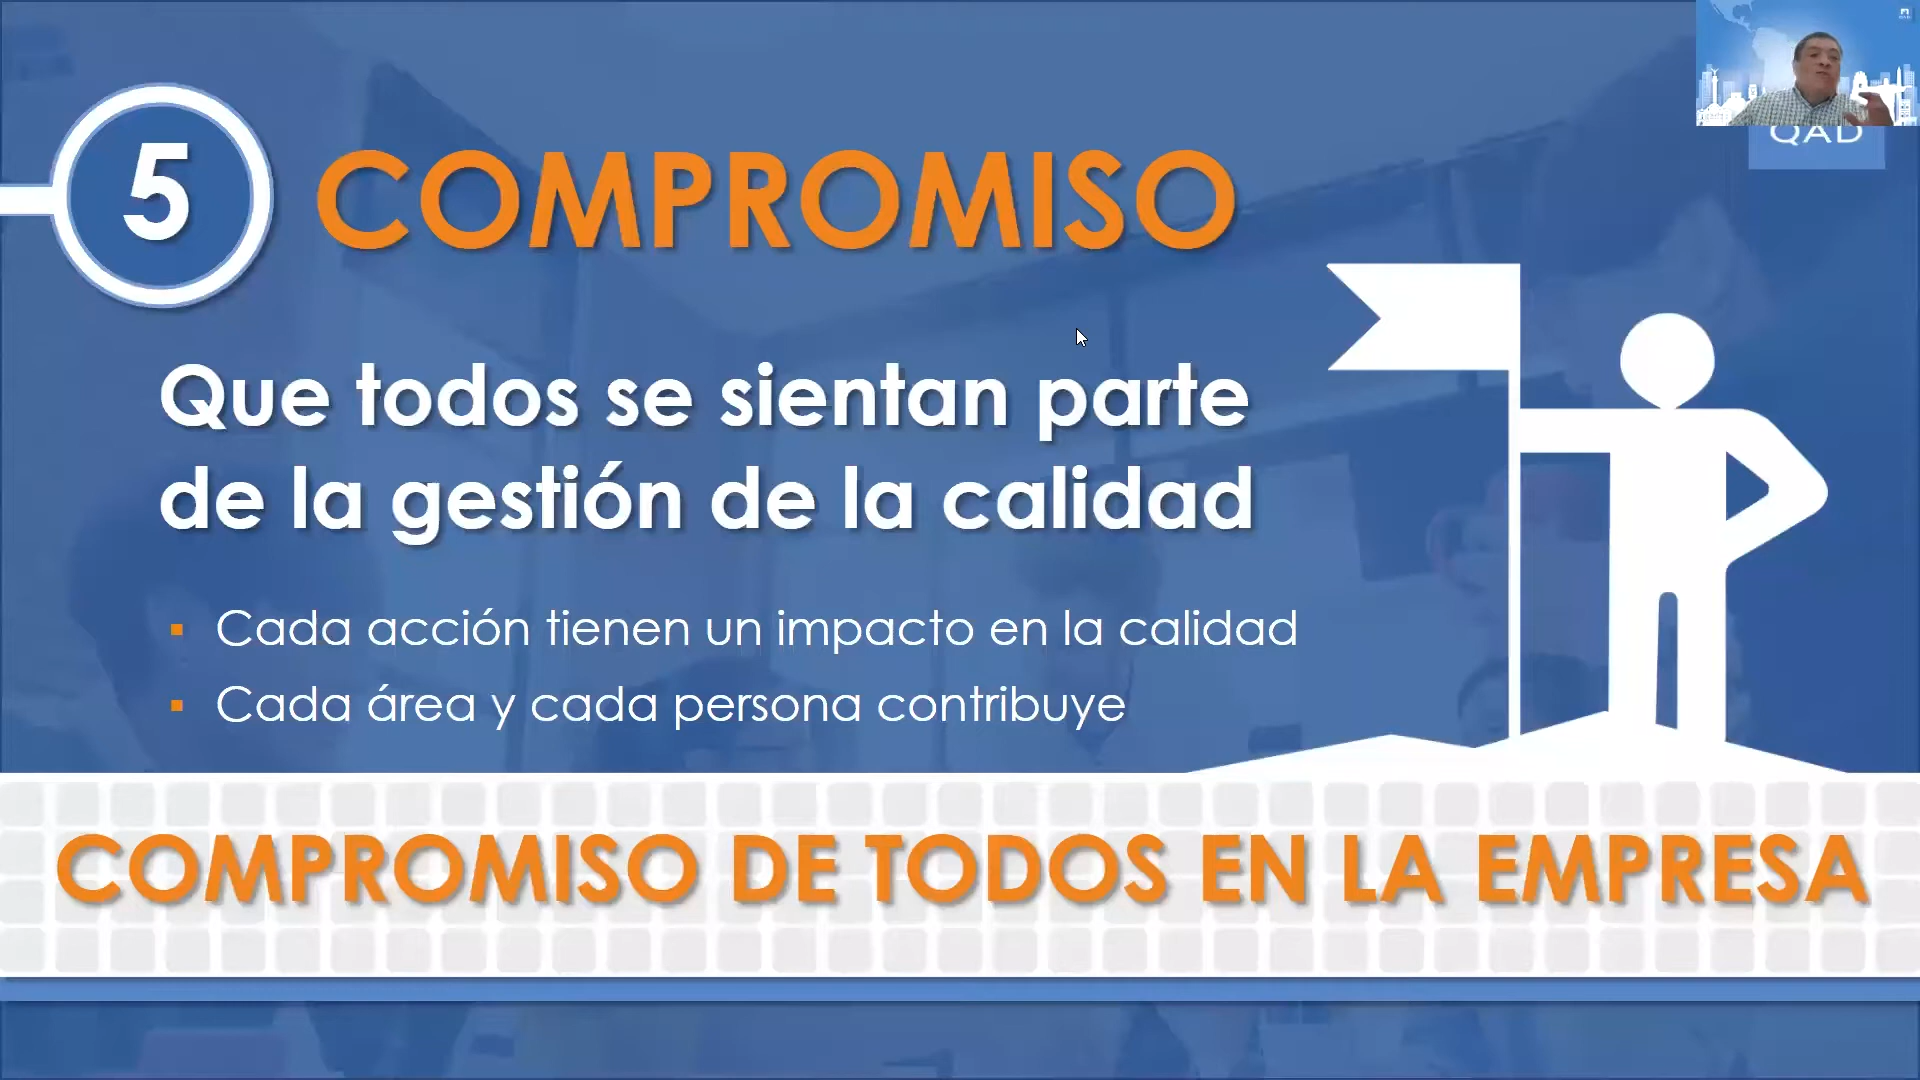 5
COMPROMISO
QAD
Que todos se sientan parte
de la gestión de la calidad
▪ Cada acción tienen un impacto en la calidad
▪ Cada área y cada persona contribuye
COMPROMISO DE TODOS EN LA EMPRESA